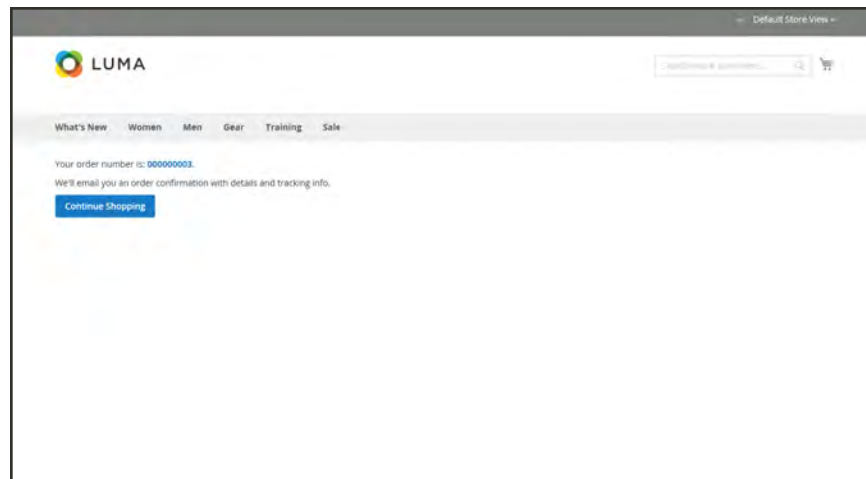 Default Store View
LUMA
What's New Women Men Gear Training Sale
Your order number is: 000000003.
We'll email you an order confirmation with details and tracking info.
Continue Shopping